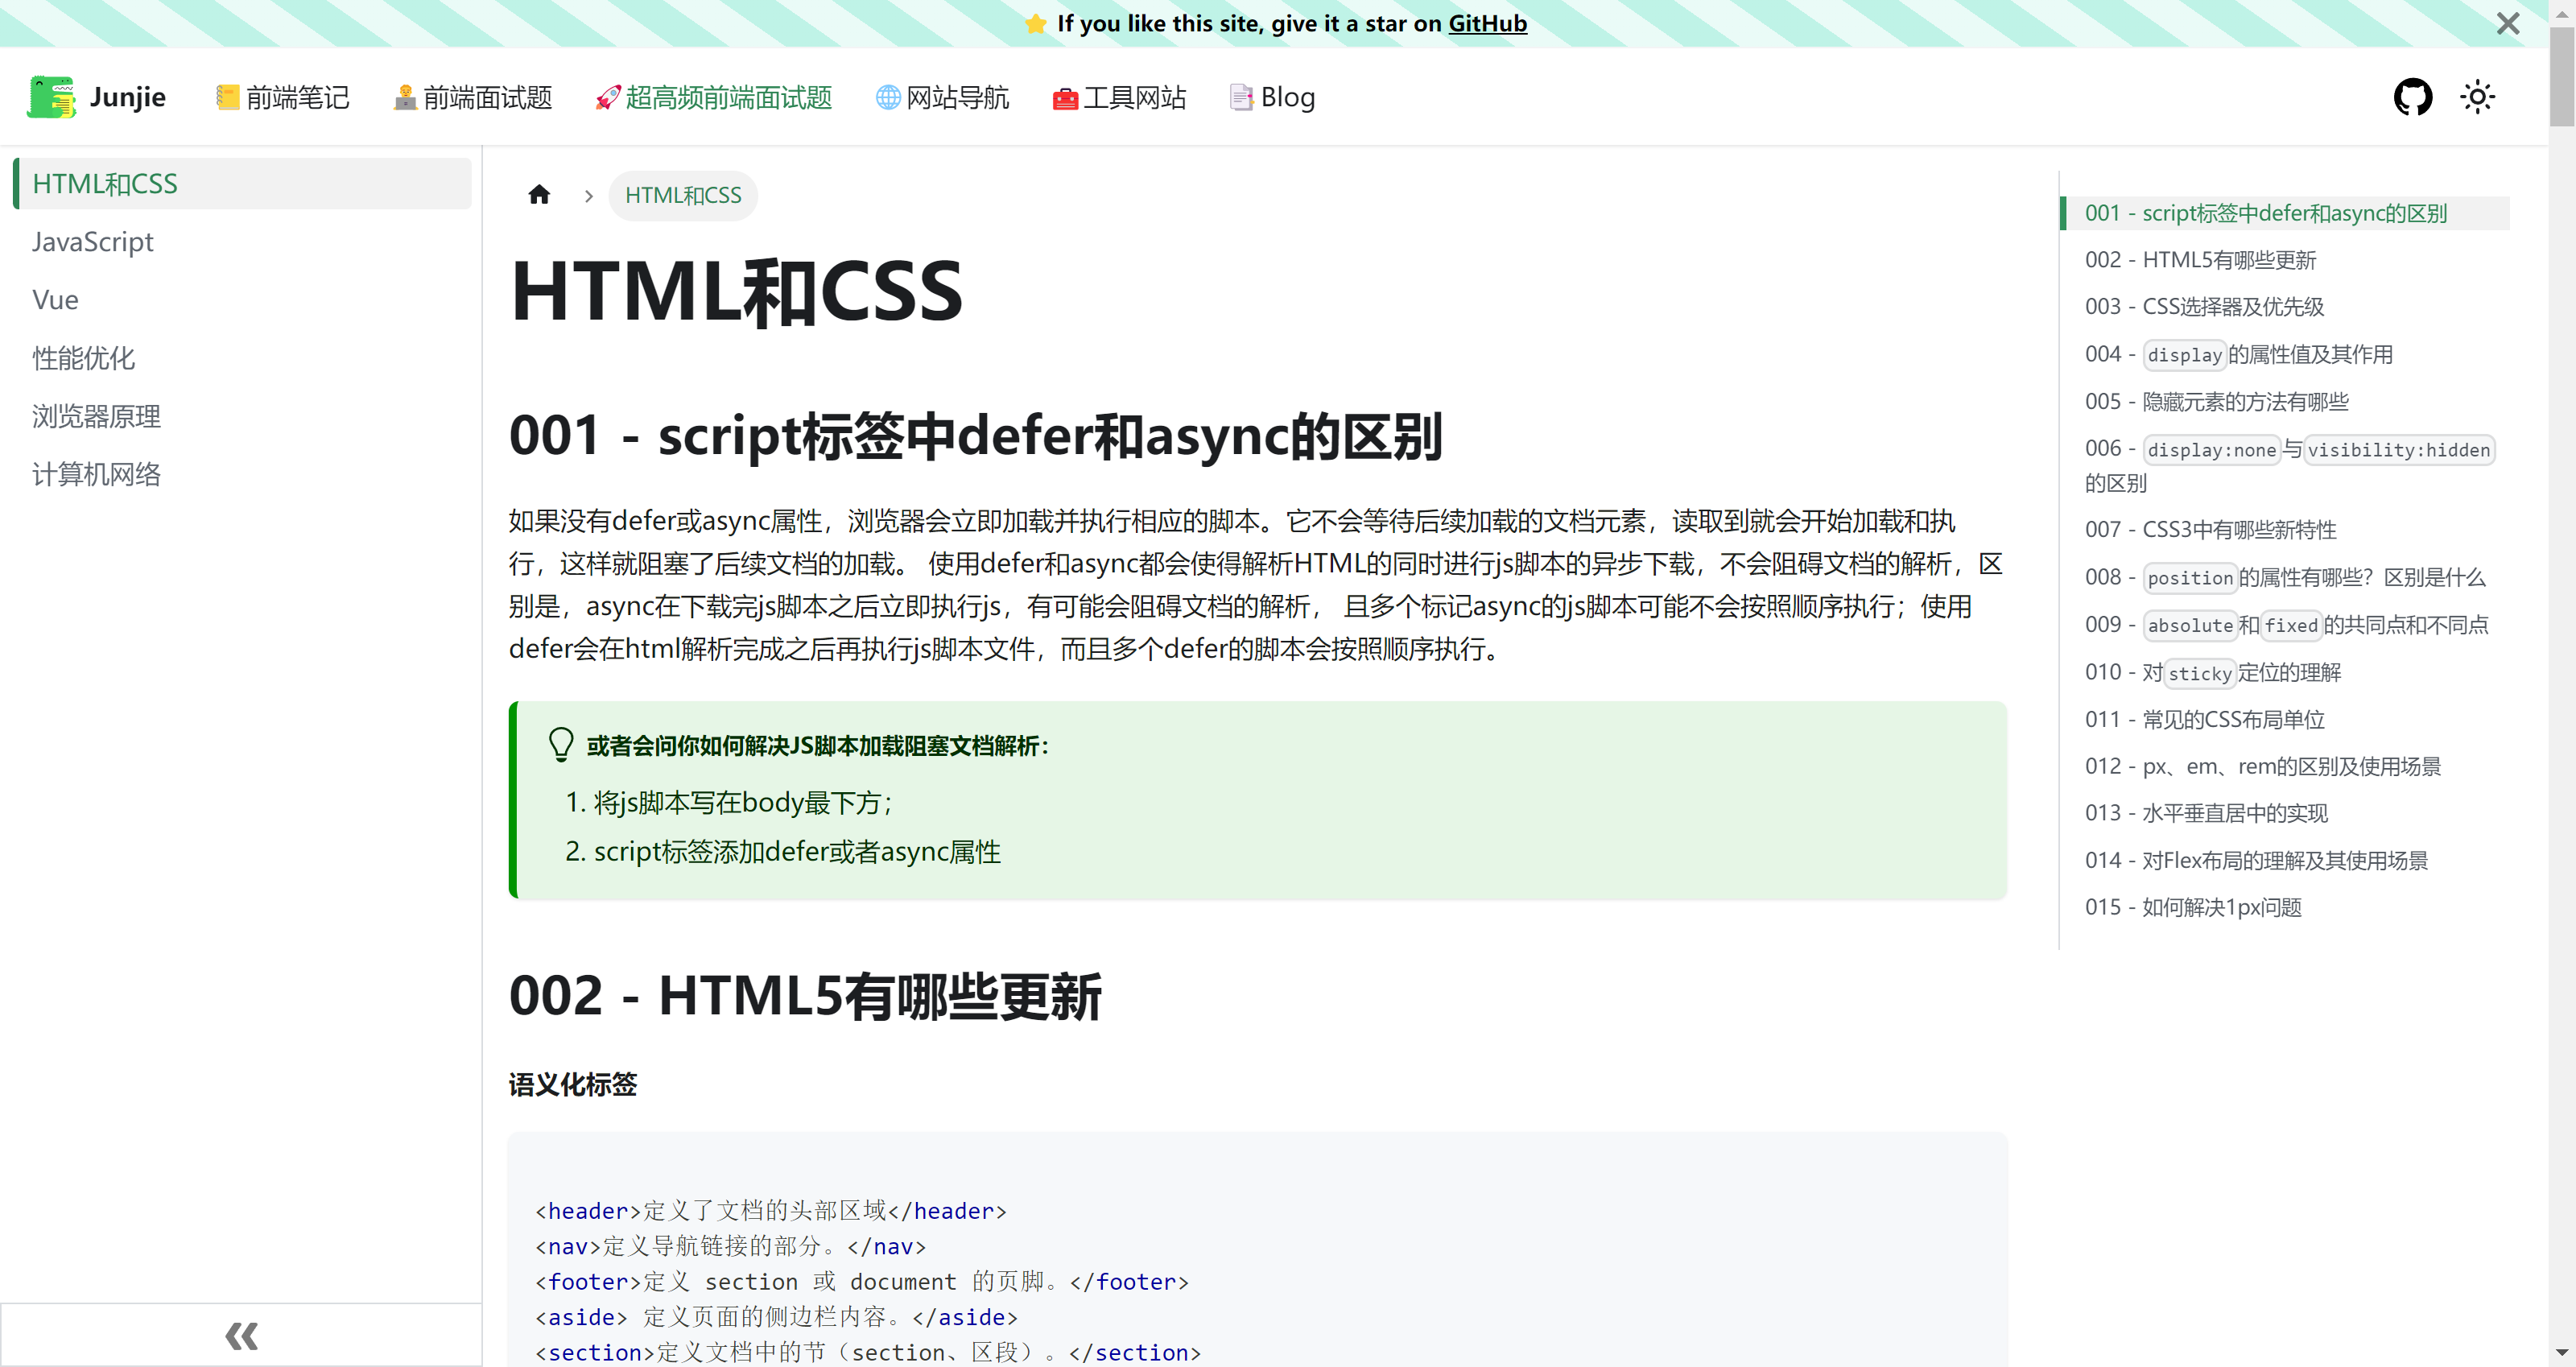 ⭐️ If you like this site, give it a star on GitHub
Junjie
📒前端笔记
🧑‍💻前端面试题
🚀超高频前端面试题
🌐网站导航
🧰工具网站
📑Blog
HTML和CSS
JavaScript
Vue
性能优化
浏览器原理
计算机网络
HTML和CSS
HTML和CSS
001 - script标签中defer和async的区别
如果没有defer或async属性，浏览器会立即加载并执行相应的脚本。它不会等待后续加载的文档元素，读取到就会开始加载和执
行，这样就阻塞了后续文档的加载。 使用defer和async都会使得解析HTML的同时进行js脚本的异步下载，不会阻碍文档的解析，区
别是，async在下载完js脚本之后立即执行js，有可能会阻碍文档的解析， 且多个标记async的js脚本可能不会按照顺序执行；使用
defer会在html解析完成之后再执行js脚本文件，而且多个defer的脚本会按照顺序执行。
或者会问你如何解决JS脚本加载阻塞文档解析：
1. 将js脚本写在body最下方；
2. script标签添加defer或者async属性
002 - HTML5有哪些更新
语义化标签
<header>定义了文档的头部区域</header>
<nav>定义导航链接的部分。</nav>
<footer>定义 section 或 document 的页脚。</footer>
<aside> 定义页面的侧边栏内容。</aside>
<section>定义文档中的节（section、区段）。</section>
001 - script标签中defer和async的区别
002 - HTML5有哪些更新
003 - CSS选择器及优先级
004 - display的属性值及其作用
005 - 隐藏元素的方法有哪些
006 - display:none与visibility:hidden
的区别
007 - CSS3中有哪些新特性
008 - position的属性有哪些？区别是什么
009 - absolute和fixed的共同点和不同点
010 - 对sticky定位的理解
011 - 常见的CSS布局单位
012 - px、em、rem的区别及使用场景
013 - 水平垂直居中的实现
014 - 对Flex布局的理解及其使用场景
015 - 如何解决1px问题